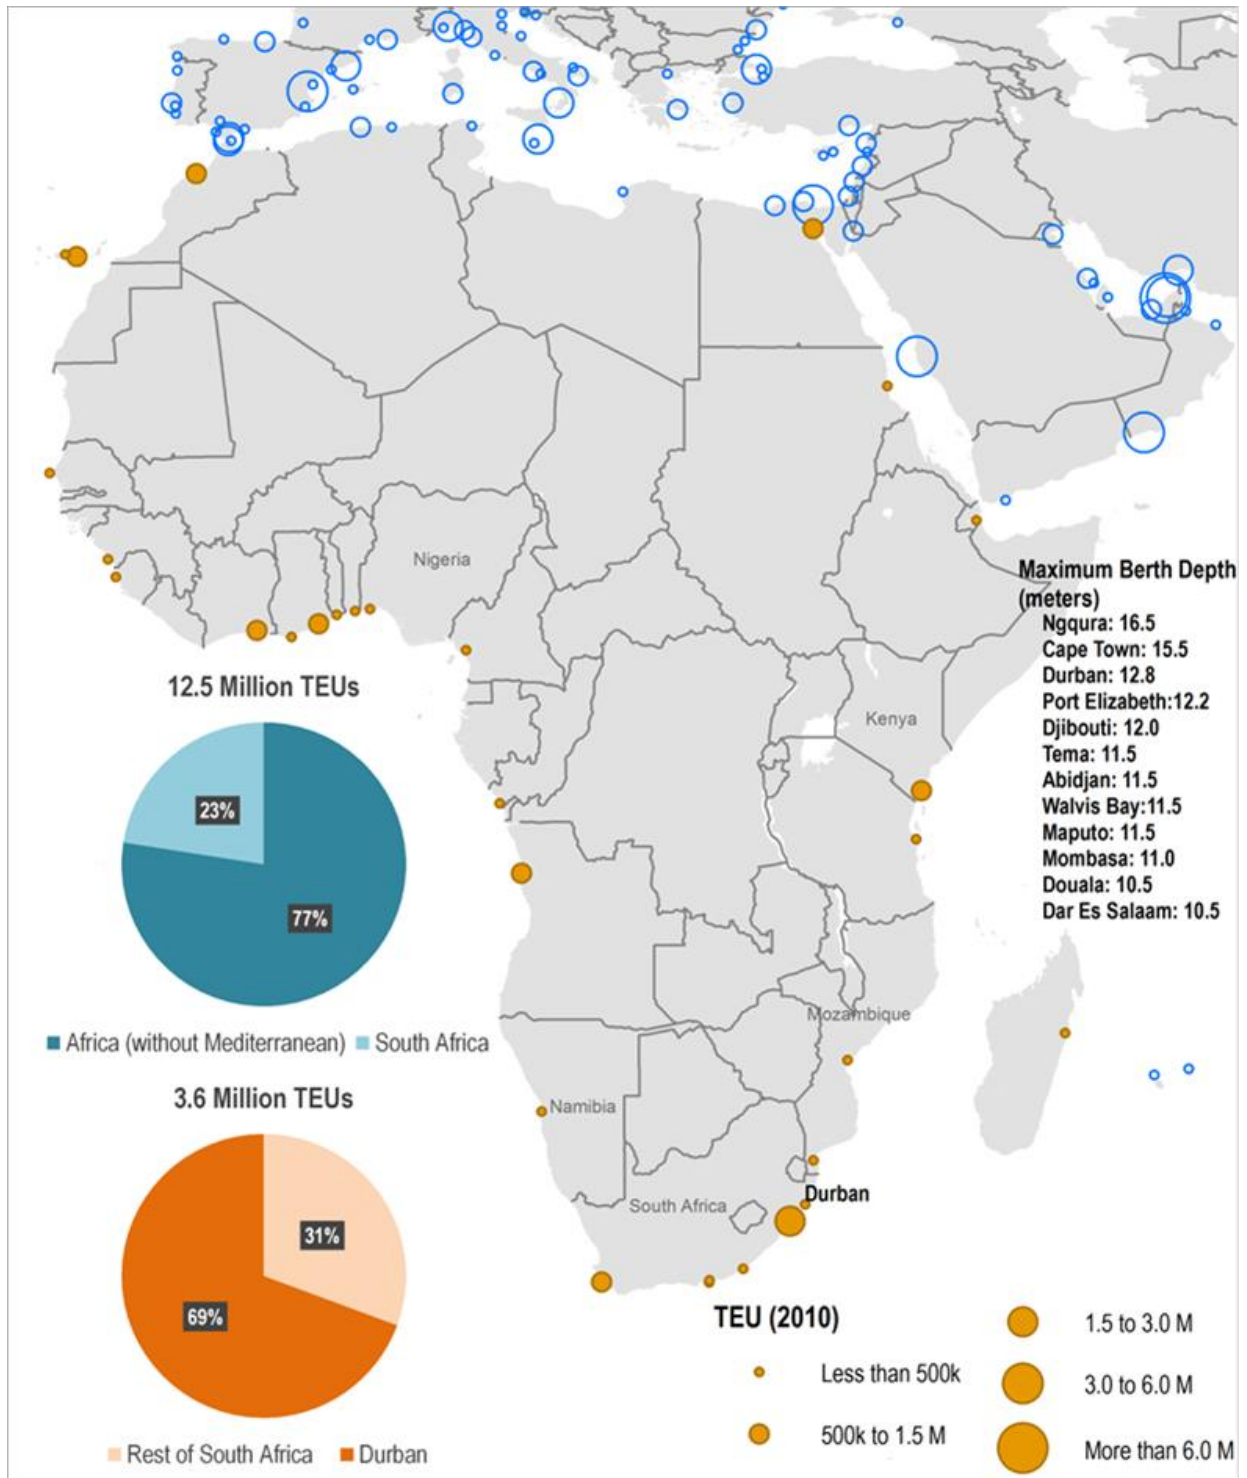 Nigeria
Maximum Berth Depth
(meters)
Ngqura: 16.5
Cape Town: 15.5
Durban: 12.8
Port Elizabeth:12.2
Djibouti: 12.0
Tema: 11.5
Abidjan: 11.5
Walvis Bay:11.5
Maputo: 11.5
Mombasa: 11.0
Douala: 10.5
Dar Es Salaam: 10.5
Kenya
12.5 Million TEUs
23%
77%
Africa (without Mediterranean)
South Africa
Mozambique
3.6 Million TEUs
Namibia
31%
69%
Rest of South Africa
Durban
Durban
South Africa
TEU (2010)
Less than 500k
500k to 1.5 M
1.5 to 3.0 M
3.0 to 6.0 M
More than 6.0 M